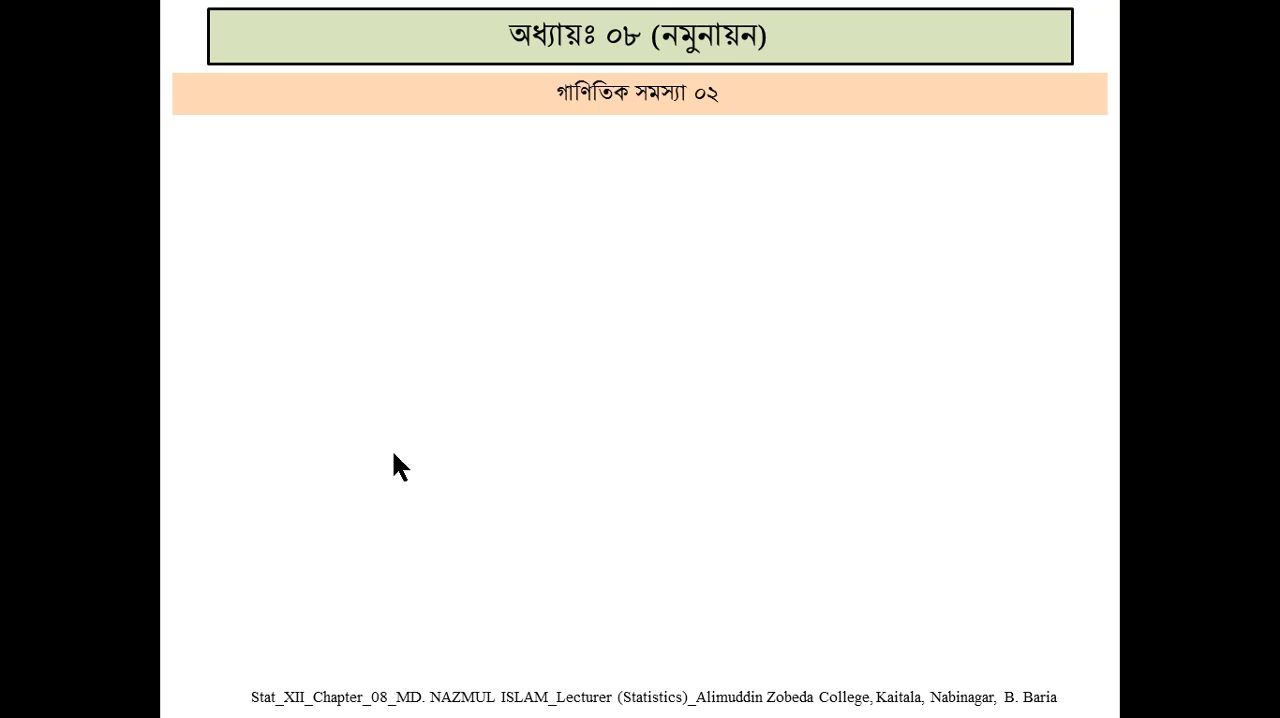 অধ্যায়ঃ ০৮ (নমুনায়ন)
গাণিতিক সমস্যা ০২
Stat_XII_Chapter_08_MD. NAZMUL ISLAM_Lecturer (Statistics)_Alimuddin Zobeda College, Kaitala, Nabinagar, B. Baria